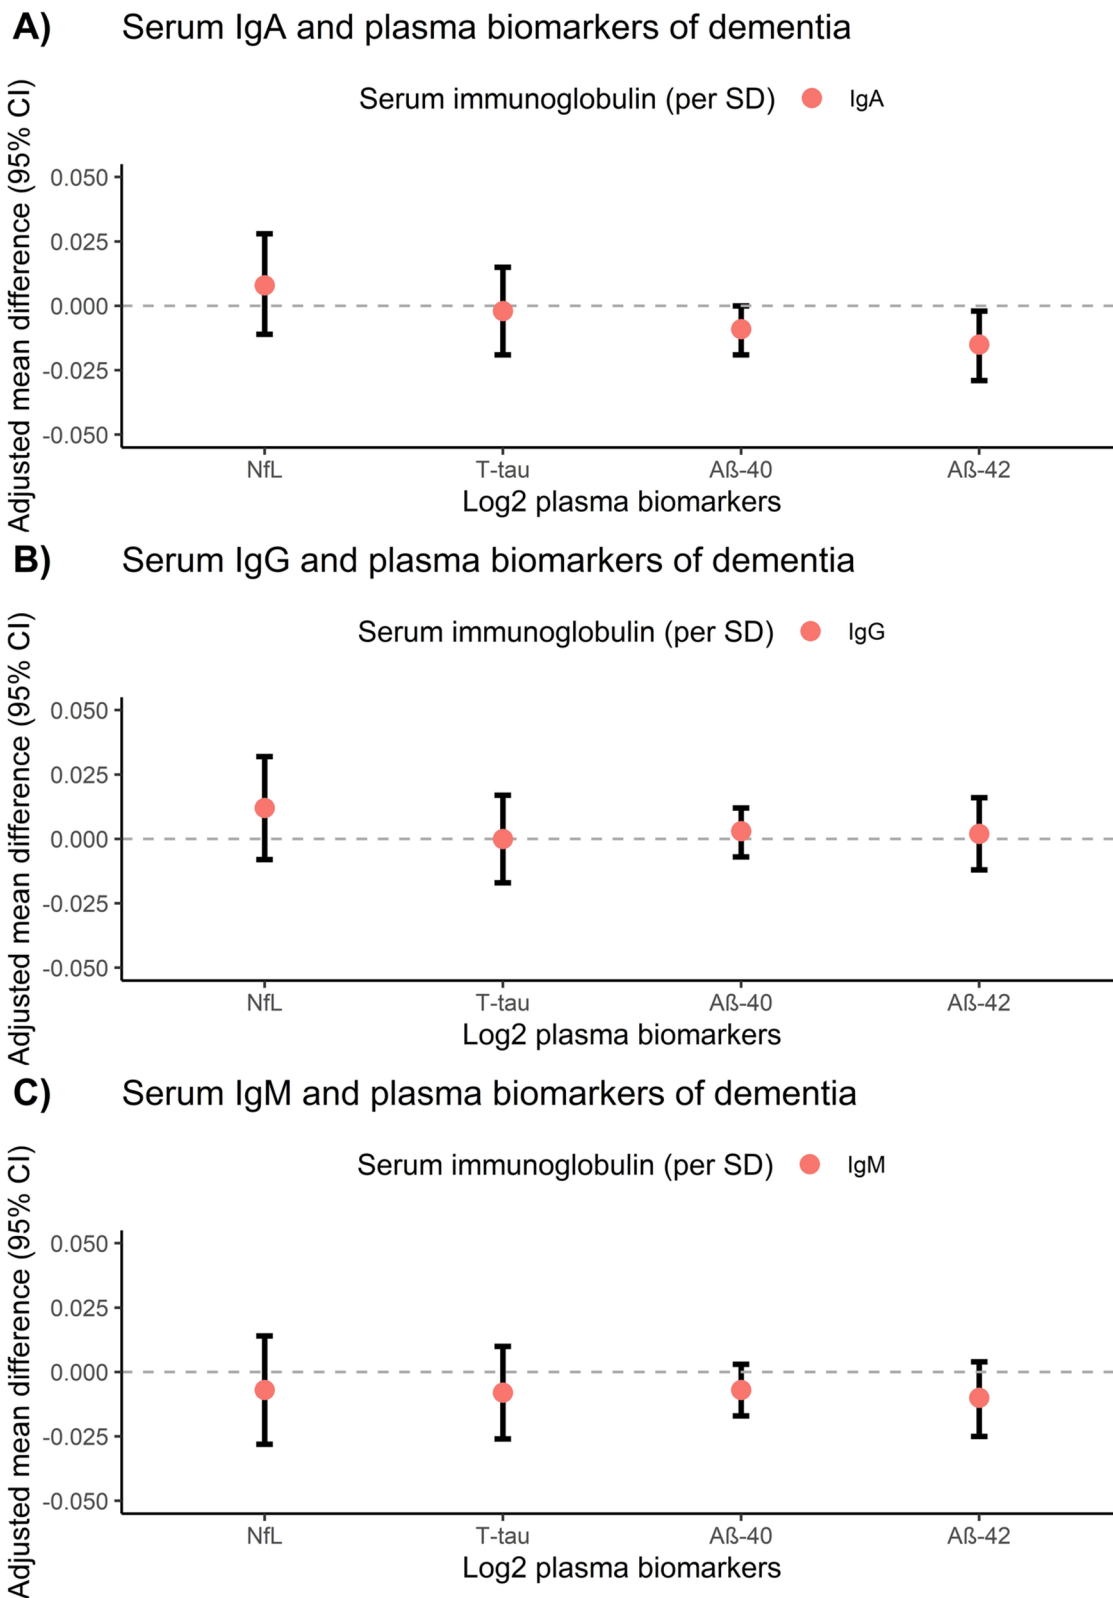 A) Serum IgA and plasma biomarkers of dementia
Serum immunoglobulin (per SD) IgA
Adjusted mean difference (95% CI)
0.050
0.025
0.000
-0.025
-0.050
NfL T-tau Aß-40 Aß-42
Log2 plasma biomarkers
B) Serum IgG and plasma biomarkers of dementia
Serum immunoglobulin (per SD) IgG
Adjusted mean difference (95% CI)
0.050
0.025
0.000
-0.025
-0.050
NfL T-tau Aß-40 Aß-42
Log2 plasma biomarkers
C) Serum IgM and plasma biomarkers of dementia
Serum immunoglobulin (per SD) IgM
Adjusted mean difference (95% CI)
0.050
0.025
0.000
-0.025
-0.050
NfL T-tau Aß-40 Aß-42
Log2 plasma biomarkers